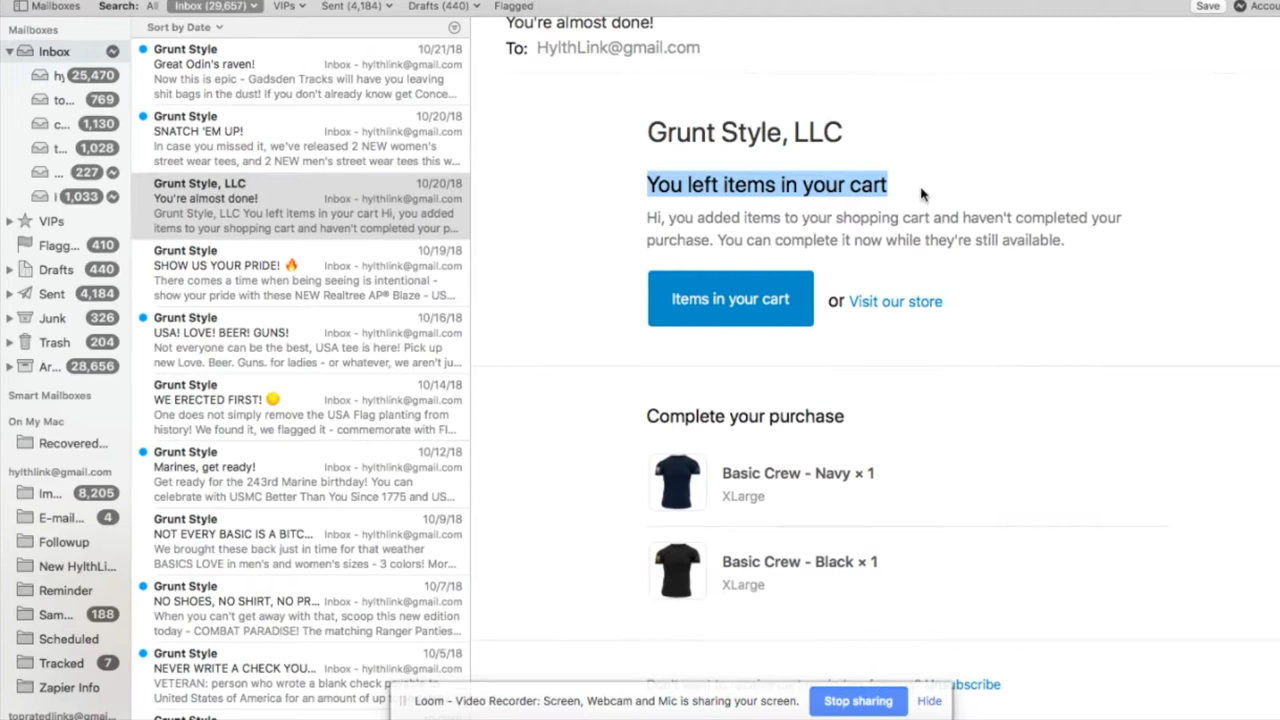 Mailboxes Search: All Inbox (29,657) VIPs Sent (4,184) Drafts (440) Flagged Save Accou
Mailboxes
Inbox
hy 25,470
to... 769
c... 1,130
t... 1,028
... 227
1,033
VIPs
Flagg... 410
Drafts 440
Sent 4,184
Junk 326
Trash 204
Ar... 28,656
Smart Mailboxes
On My Mac
Recovered...
hylthlink@gmail.com
Im... 8,205
E-mail... 4
Followup
New HylthLi...
Reminder
Sam... 188
Scheduled
Tracked 7
Zapier Info
topratedlinks@gmai...
Sort by Date
Grunt Style 10/21/18
Great Odin's raven! Inbox - hylthlink@gmail.com
Now this is epic - Gadsden Tracks will have you leaving
shit bags in the dust! If you don't already know get Conce...
Grunt Style 10/20/18
SNATCH 'EM UP! Inbox - hylthlink@gmail.com
In case you missed it, we've released 2 NEW women's
street wear tees, and 2 NEW men's street wear tees this w...
Grunt Style, LLC 10/20/18
You're almost done! Inbox - hylthlink@gmail.com
Grunt Style, LLC You left items in your cart Hi, you added
items to your shopping cart and haven't completed your p...
Grunt Style 10/19/18
SHOW US YOUR PRIDE! 🔥 Inbox - hylthlink@gmail.com
There comes a time when being seeing is intentional -
show your pride with these NEW Realtree AP® Blaze - US...
Grunt Style 10/16/18
USA! LOVE! BEER! GUNS! Inbox - hylthlink@gmail.com
Not everyone can be the best, USA tee is here! Pick up
new Love. Beer. Guns. for ladies - or whatever, we aren't ju...
Grunt Style 10/14/18
WE ERECTED FIRST! Inbox - hylthlink@gmail.com
One does not simply remove the USA Flag planting from
history! We found it, we flagged it - commemorate with Fl...
Grunt Style 10/12/18
Marines, get ready! Inbox - hylthlink@gmail.com
Get ready for the 243rd Marine birthday! You can
celebrate with USMC Better Than You Since 1775 and US...
Grunt Style 10/9/18
NOT EVERY BASIC IS A BITC... Inbox - hylthlink@gmail.com
We brought these back just in time for that weather
BASICS LOVE in men's and women's sizes - 3 colors! Mor...
Grunt Style 10/7/18
NO SHOES, NO SHIRT, NO PR... Inbox - hylthlink@gmail.com
When you can't get away with that, scoop this new edition
today - COMBAT PARADISE! The matching Ranger Panties...
Grunt Style 10/5/18
NEVER WRITE A CHECK YOU... Inbox - hylthlink@gmail.com
VETERAN: person who wrote a blank check payable to
United States of America for an amount of up
You're almost done!
To: HylthLink@gmail.com
Grunt Style, LLC
You left items in your cart
Hi, you added items to your shopping cart and haven't completed your
purchase. You can complete it now while they're still available.
Items in your cart or Visit our store
Complete your purchase
Basic Crew - Navy × 1
XLarge
Basic Crew - Black × 1
XLarge
Unsubscribe
Loom - Video Recorder: Screen, Webcam and Mic is sharing your screen. Stop sharing Hide